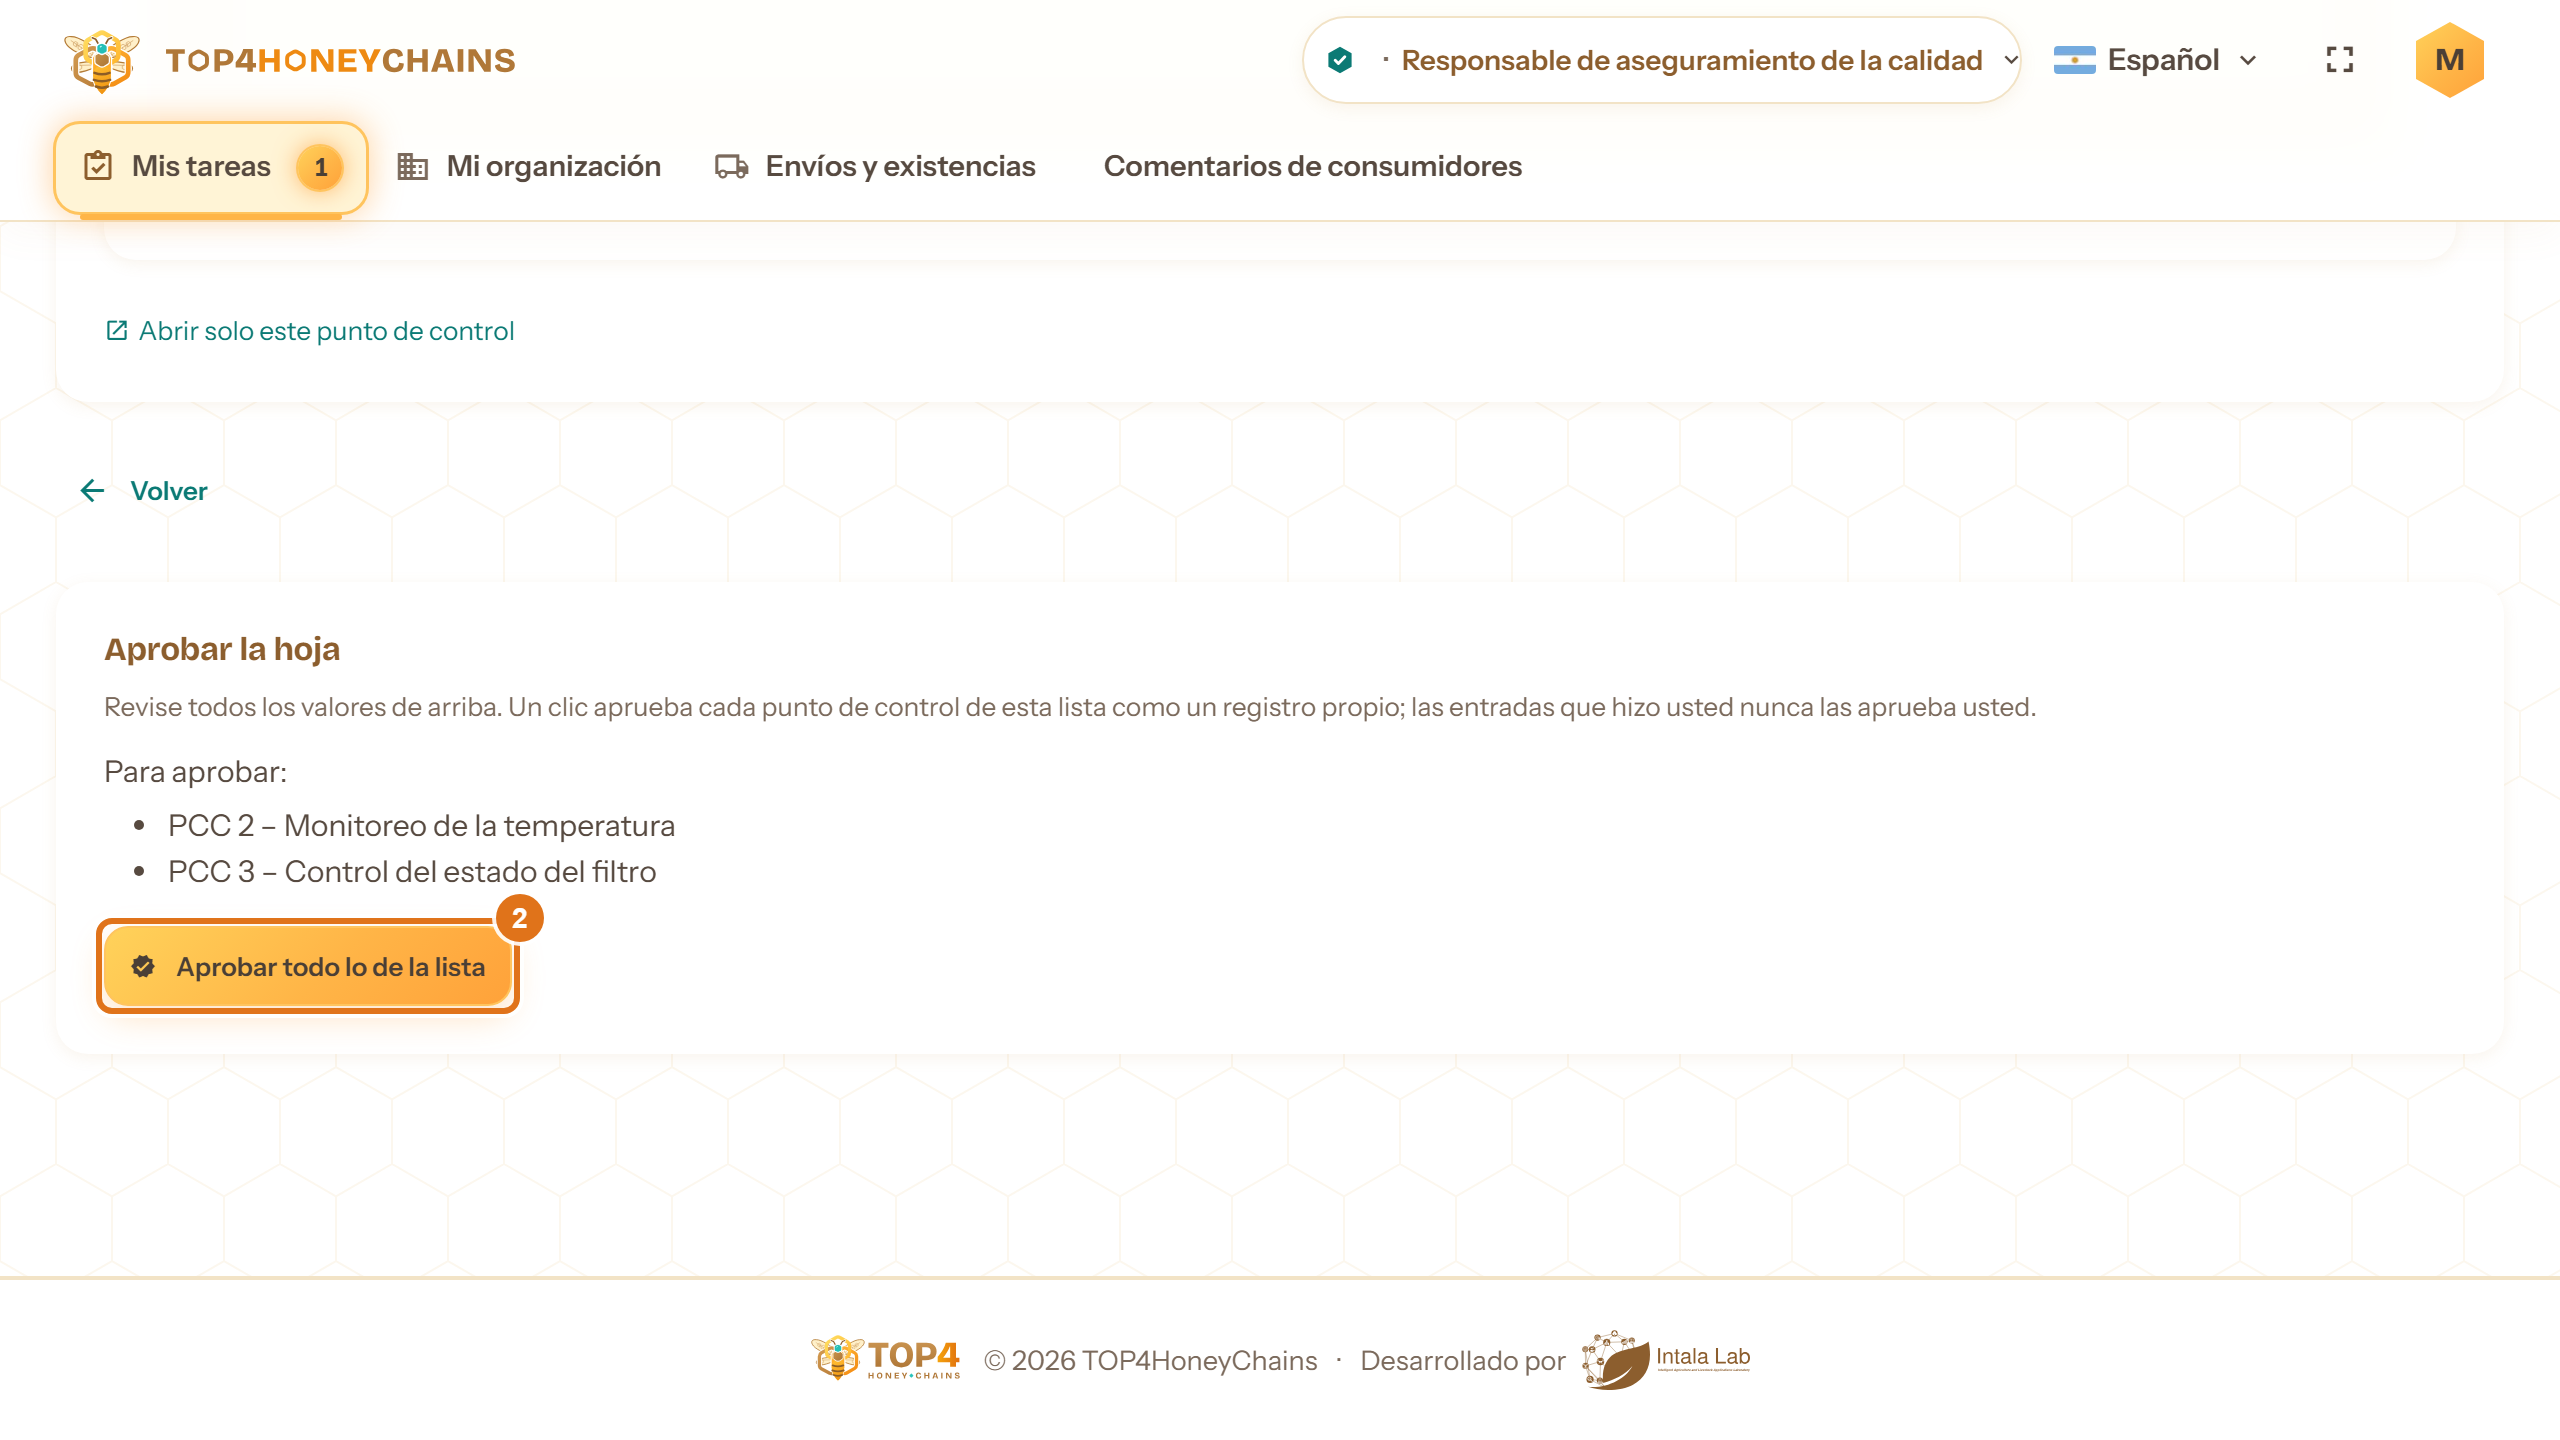 TOP4HONEYCHAINS
· Responsable de aseguramiento de la calidad
Español
M
Mis tareas 1
Mi organización
Envíos y existencias
Comentarios de consumidores
Abrir solo este punto de control
Volver
Aprobar la hoja
Revise todos los valores de arriba. Un clic aprueba cada punto de control de esta lista como un registro propio; las entradas que hizo usted nunca las aprueba usted.
Para aprobar:
• PCC 2 – Monitoreo de la temperatura
• PCC 3 – Control del estado del filtro
2
Aprobar todo lo de la lista
TOP4
HONEY•CHAINS
© 2026 TOP4HoneyChains · Desarrollado por
Intala Lab